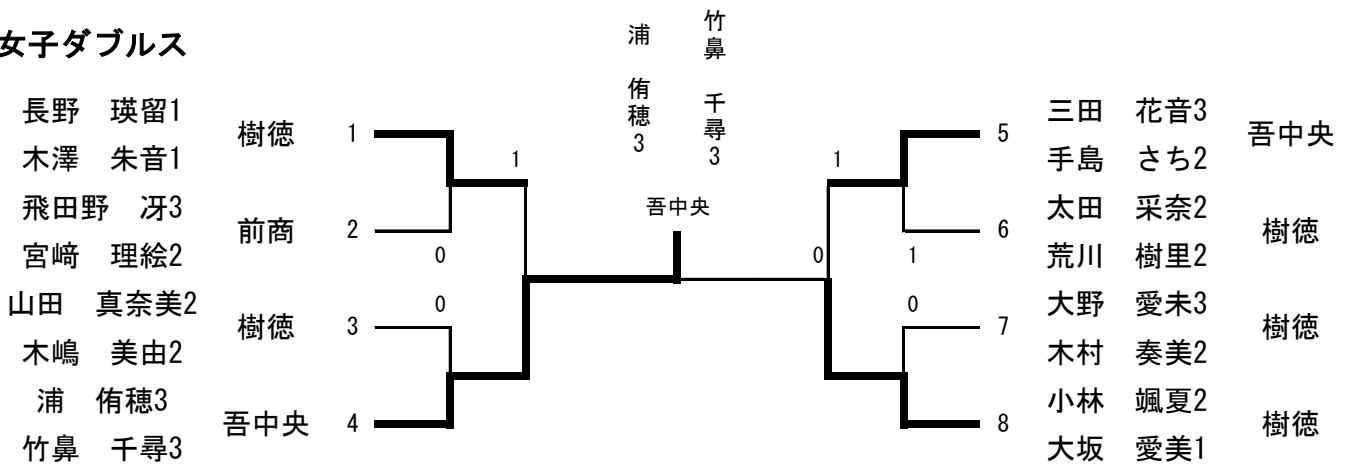 女子ダブルス
浦　侑穂3
竹鼻　千尋3
吾中央
長野　瑛留1
木澤　朱音1
樹徳 1
飛田野　冴3
宮﨑　理絵2
前商 2
山田　真奈美2
木嶋　美由2
樹徳 3
浦　侑穂3
竹鼻　千尋3
吾中央 4
1
0
0
1
0
1
0
5 三田　花音3
手島　さち2
吾中央
6 太田　采奈2
荒川　樹里2
樹徳
7 大野　愛未3
木村　奏美2
樹徳
8 小林　颯夏2
大坂　愛美1
樹徳